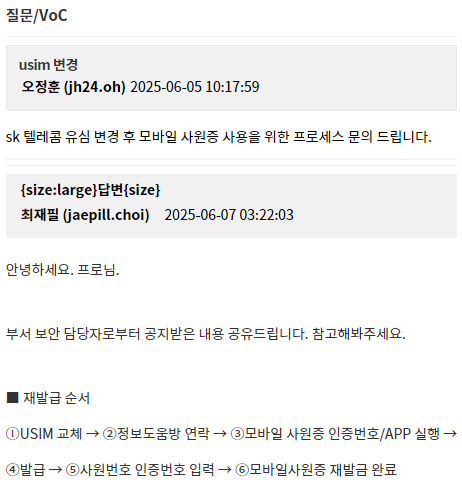 질문/VoC
usim 변경
오정훈 (jh24.oh) 2025-06-05 10:17:59
sk 텔레콤 유심 변경 후 모바일 사원증 사용을 위한 프로세스 문의 드립니다.
{size:large}답변{size}
최재필 (jaepill.choi) 2025-06-07 03:22:03
안녕하세요. 프로님.
부서 보안 담당자로부터 공지받은 내용 공유드립니다. 참고해봐주세요.
■ 재발급 순서
①USIM 교체 → ②정보도움방 연락 → ③모바일 사원증 인증번호/APP 실행 →
④발급 → ⑤사원번호 인증번호 입력 → ⑥모바일사원증 재발금 완료